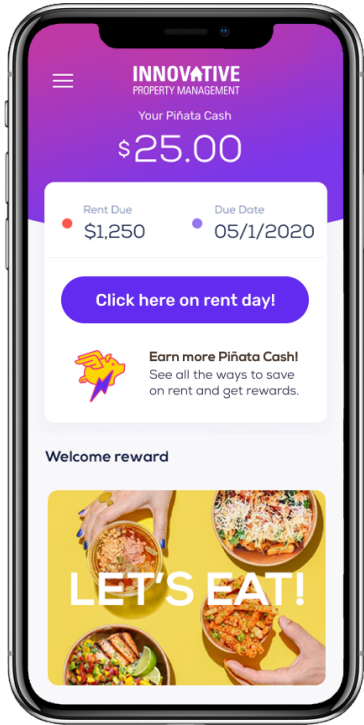 INNOVATIVE
PROPERTY MANAGEMENT
Your Piñata Cash
$25.00
Rent Due
$1,250
Due Date
05/1/2020
Click here on rent day!
Earn more Piñata Cash!
See all the ways to save
on rent and get rewards.
Welcome reward
LET'S EAT!